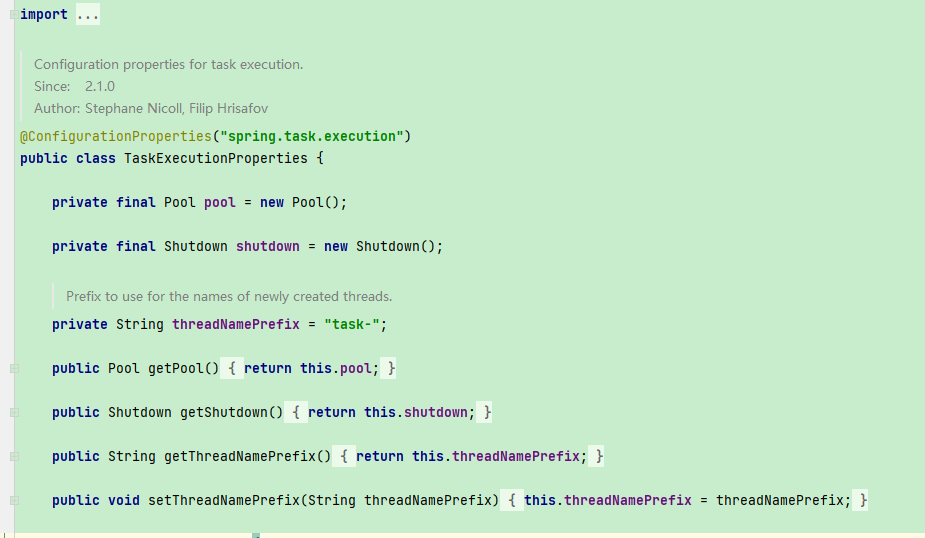 import ...
Configuration properties for task execution.
Since: 2.1.0
Author: Stephane Nicoll, Filip Hrisafov
@ConfigurationProperties("spring.task.execution")
public class TaskExecutionProperties {
private final Pool pool = new Pool();
private final Shutdown shutdown = new Shutdown();
Prefix to use for the names of newly created threads.
private String threadNamePrefix = "task-";
public Pool getPool() { return this.pool; }
public Shutdown getShutdown() { return this.shutdown; }
public String getThreadNamePrefix() { return this.threadNamePrefix; }
public void setThreadNamePrefix(String threadNamePrefix) { this.threadNamePrefix = threadNamePrefix; }